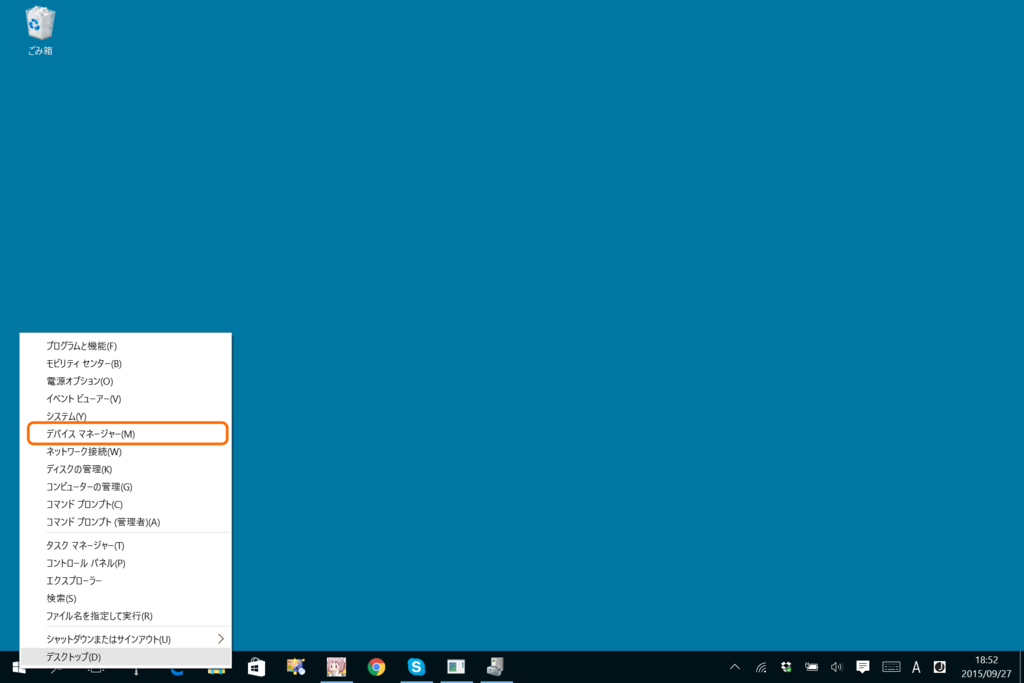 ごみ箱
プログラムと機能(F)
モビリティ センター(B)
電源オプション(O)
イベント ビューアー(V)
システム(Y)
デバイス マネージャー(M)
ネットワーク接続(W)
ディスクの管理(K)
コンピューターの管理(G)
コマンド プロンプト(C)
コマンド プロンプト (管理者)(A)
タスク マネージャー(T)
コントロール パネル(P)
エクスプローラー
検索(S)
ファイル名を指定して実行(R)
シャットダウンまたはサインアウト(U)
デスクトップ(D)
A
18:52
2015/09/27